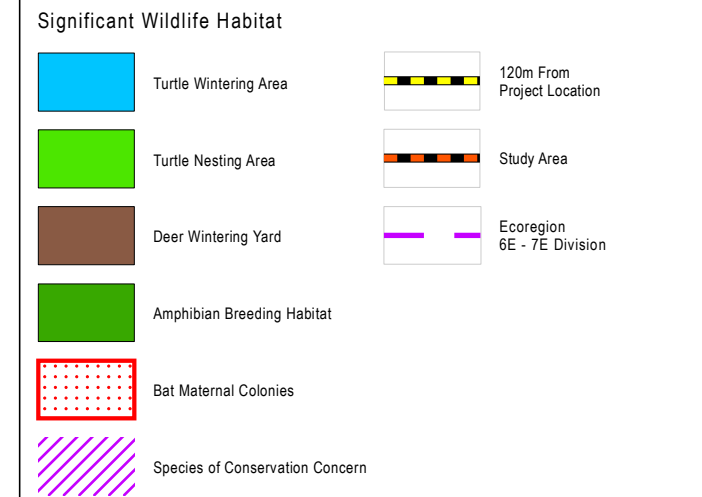 Significant Wildlife Habitat
Turtle Wintering Area
Turtle Nesting Area
Deer Wintering Yard
Amphibian Breeding Habitat
Bat Maternal Colonies
Species of Conservation Concern
120m From
Project Location
Study Area
Ecoregion
6E - 7E Division